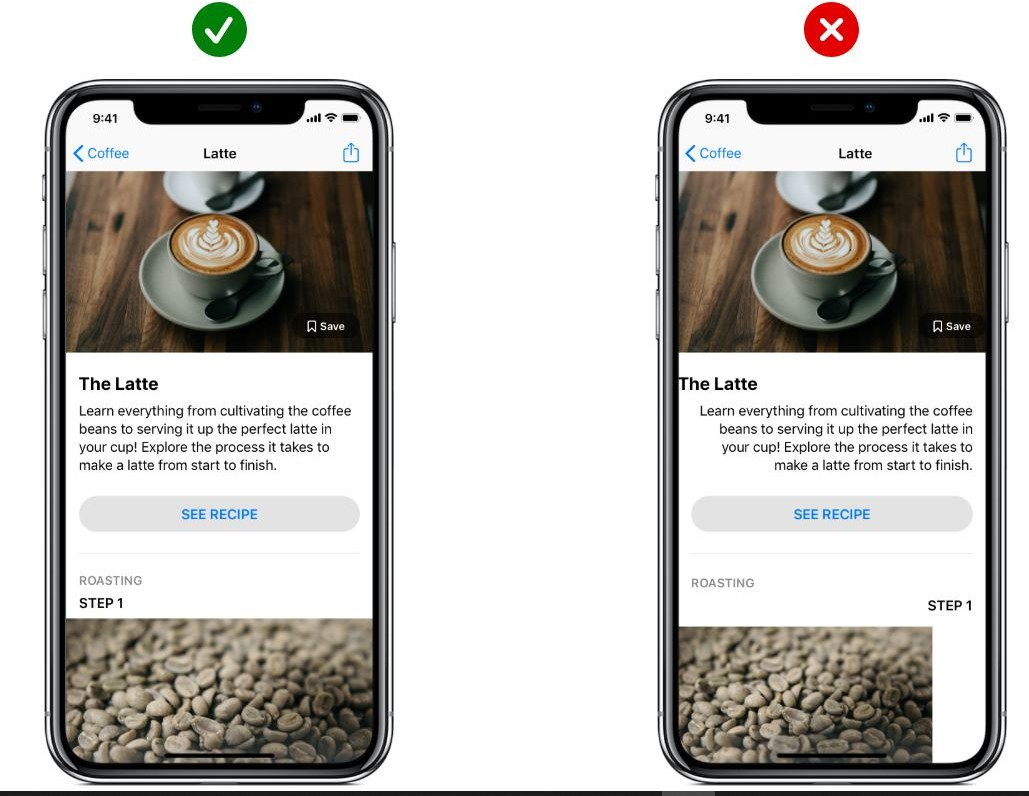 9:41
Coffee
Latte
Save
The Latte
Learn everything from cultivating the coffee
beans to serving it up the perfect latte in
your cup! Explore the process it takes to
make a latte from start to finish.
SEE RECIPE
ROASTING
STEP 1
9:41
Coffee
Latte
Save
The Latte
Learn everything from cultivating the coffee
beans to serving it up the perfect latte in
your cup! Explore the process it takes to
make a latte from start to finish.
SEE RECIPE
ROASTING
STEP 1